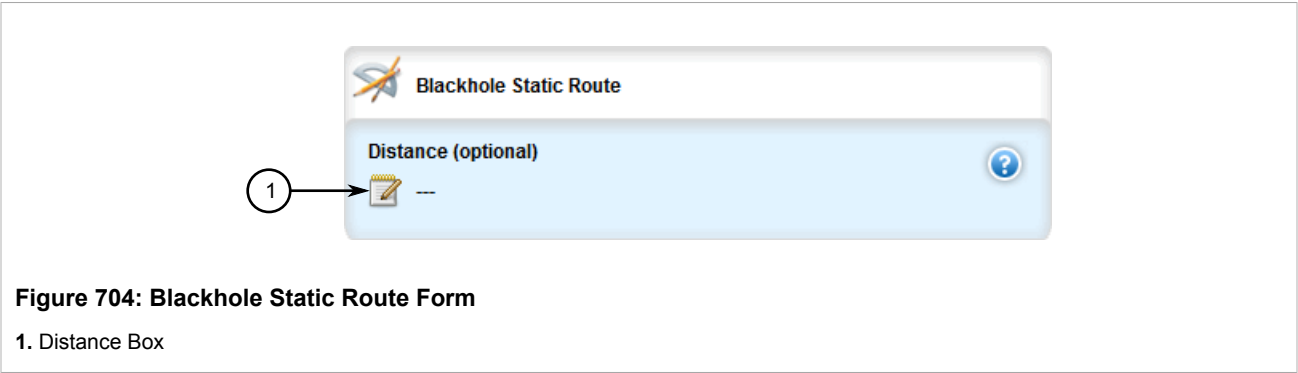 Blackhole Static Route
Distance (optional)
1
---
Figure 704: Blackhole Static Route Form
1. Distance Box